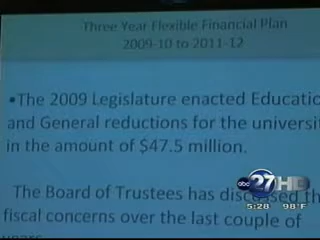 Three Year Flexible Financial Plan
2009-10 to 2011-12
•The 2009 Legislature enacted Educatio
and General reductions for the universit
in the amount of $47.5 million.
The Board of Trustees has discussed th
fiscal concerns over the last couple of
years
abc 27 HD
5:28 98°F